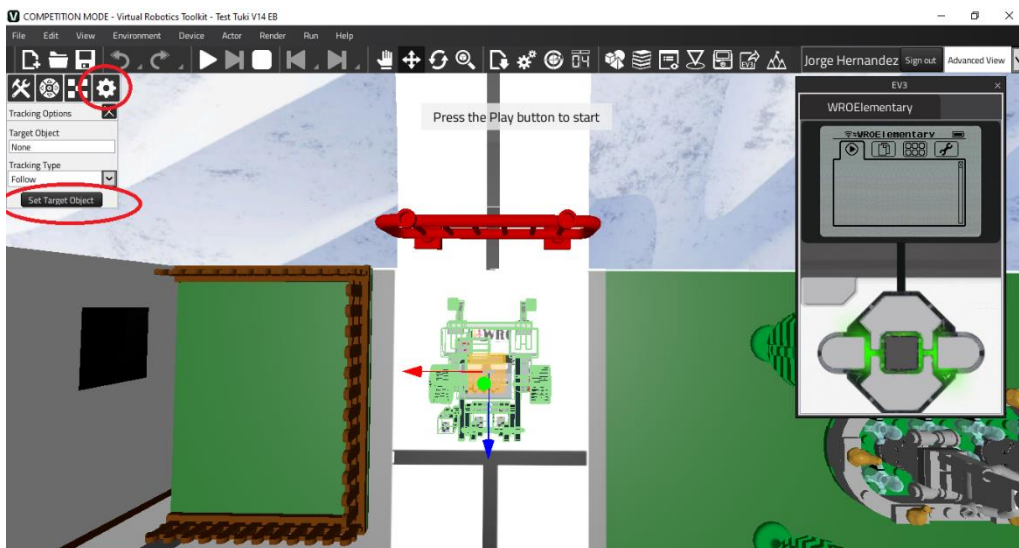 COMPETITION MODE - Virtual Robotics Toolkit - Test Tuki V14 EB
File Edit View Environment Device Actor Render Run Help
Jorge Hernandez Sign out Advanced View
EV3
Tracking Options
WROElementary
Target Object
Press the Play button to start
None
WROElementary
Tracking Type
Follow
Set Target Object
WRO